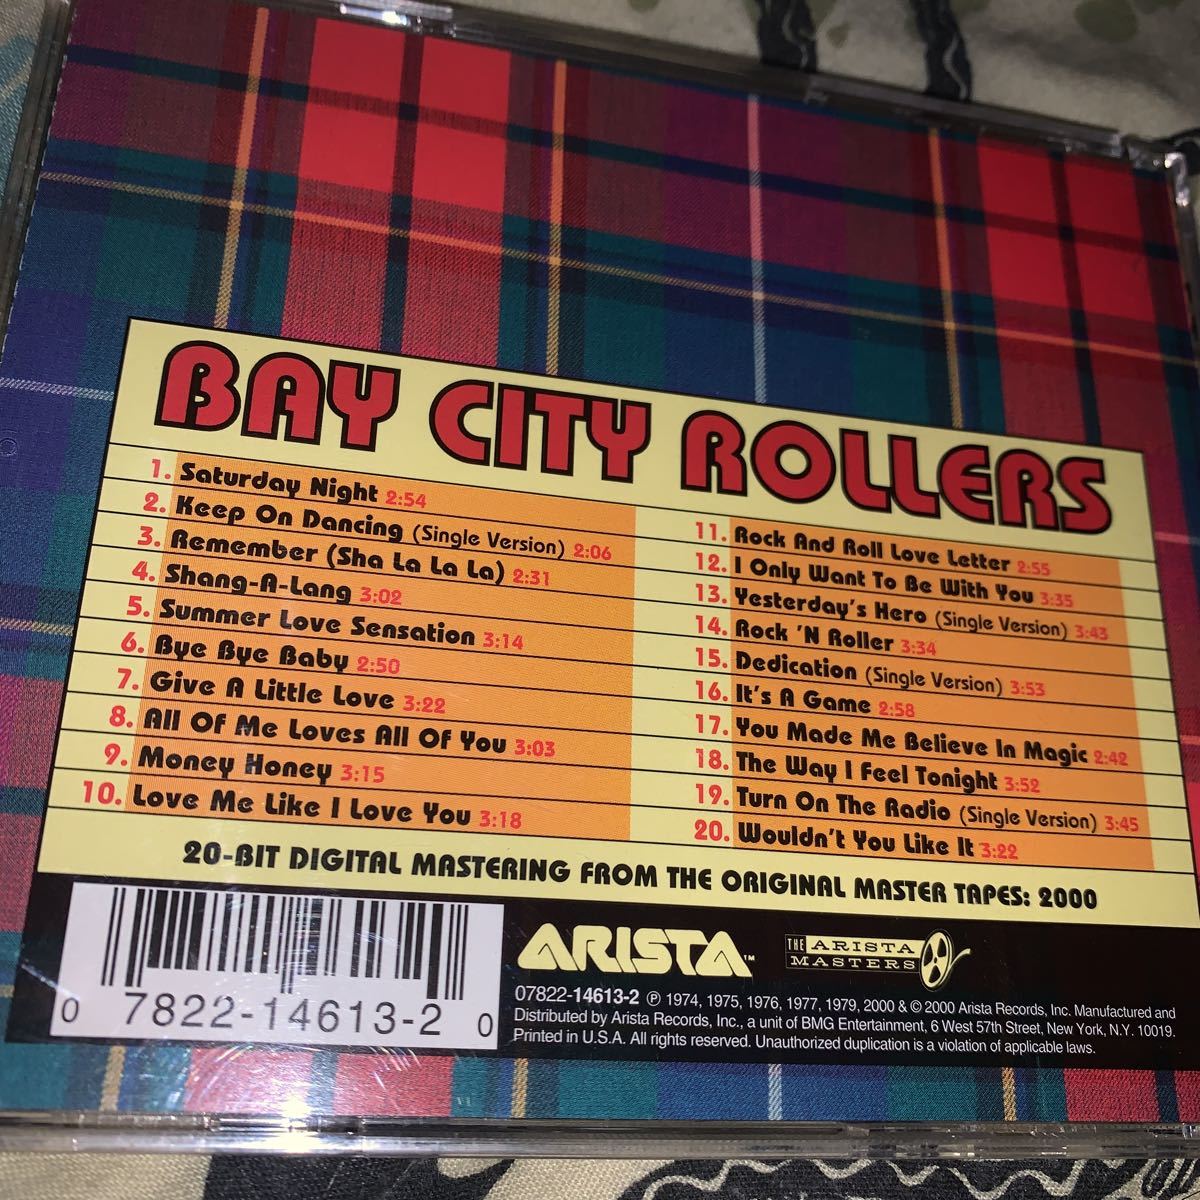 BAY CITY ROLLERS
1. Saturday Night 2:54
2. Keep On Dancing (Single Version) 2:06
3. Remember (Sha La La La) 2:31
4. Shang-A-Lang 3:02
5. Summer Love Sensation 3:14
6. Bye Bye Baby 2:50
7. Give A Little Love 3:22
8. All Of Me Loves All Of You 3:03
9. Money Honey 3:15
10. Love Me Like I Love You 3:18
11. Rock And Roll Love Letter 2:55
12. I Only Want To Be With You 3:35
13. Yesterday's Hero (Single Version) 3:43
14. Rock 'N Roller 3:34
15. Dedication (Single Version) 3:53
16. It's A Game 2:58
17. You Made Me Believe In Magic 2:42
18. The Way I Feel Tonight 3:52
19. Turn On The Radio (Single Version) 3:45
20. Wouldn't You Like It 3:22
20-BIT DIGITAL MASTERING FROM THE ORIGINAL MASTER TAPES: 2000
0 7822-14613-2 0
ARISTA™
THE ARISTA
MASTERS
07822-14613-2 ℗ 1974, 1975, 1976, 1977, 1979, 2000 & © 2000 Arista Records, Inc. Manufactured and
Distributed by Arista Records, Inc., a unit of BMG Entertainment, 6 West 57th Street, New York, N.Y. 10019.
Printed in U.S.A. All rights reserved. Unauthorized duplication is a violation of applicable laws.